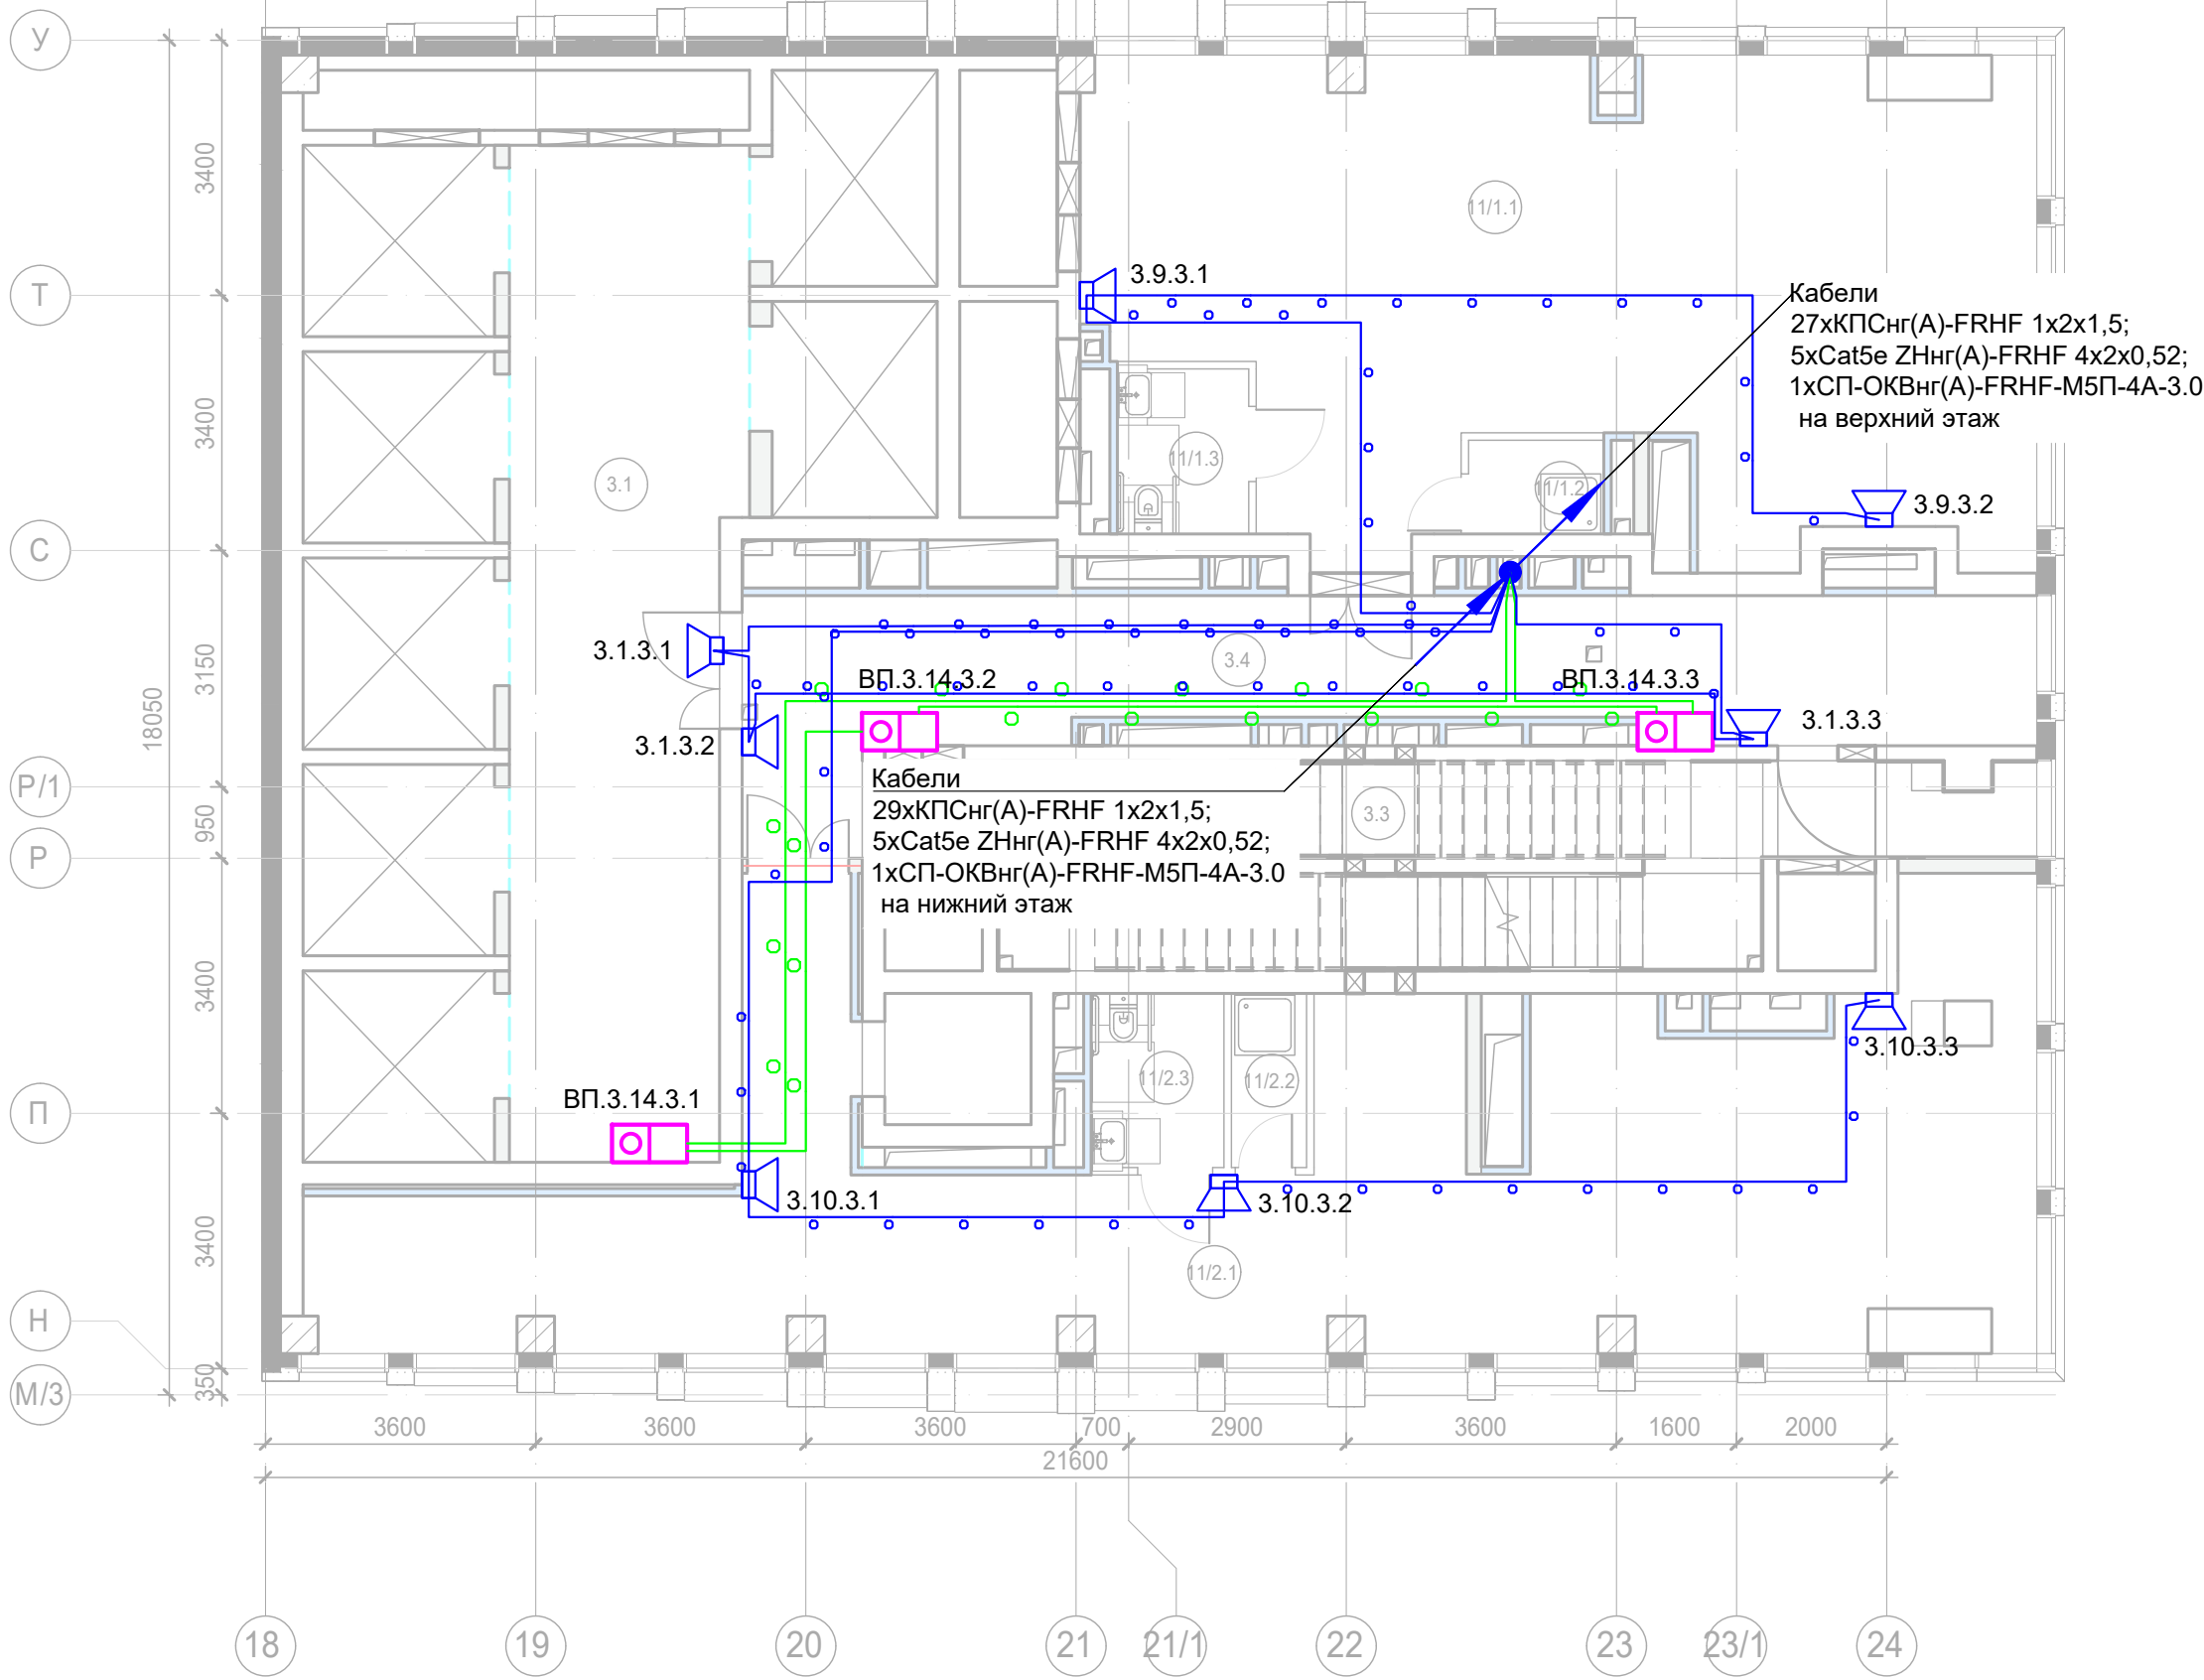 У
3400
11/1.1
3.9.3.1
Т
Кабели
27хКПСнг(А)-FRHF 1х2х1,5;
5хCat5e ZHнг(А)-FRHF 4х2х0,52;
1хСП-ОКВнг(А)-FRHF-М5П-4А-3.0
на верхний этаж
3400
11/1.3
3.1
11/1.2
3.9.3.2
С
3.1.3.1
3.4
3150
ВП.3.14.3.2
ВП.3.14.3.3
18050
3.1.3.3
3.1.3.2
Р/1
Кабели
29хКПСнг(А)-FRHF 1х2х1,5;
5хCat5e ZHнг(А)-FRHF 4х2х0,52;
1хСП-ОКВнг(А)-FRHF-М5П-4А-3.0
на нижний этаж
3.3
950
Р
3400
3.10.3.3
11/2.3
11/2.2
ВП.3.14.3.1
П
3.10.3.1
3.10.3.2
3400
11/2.1
Н
350
М/3
3600
3600
3600
700
2900
3600
1600
2000
21600
18
19
20
21
21/1
22
23
23/1
24